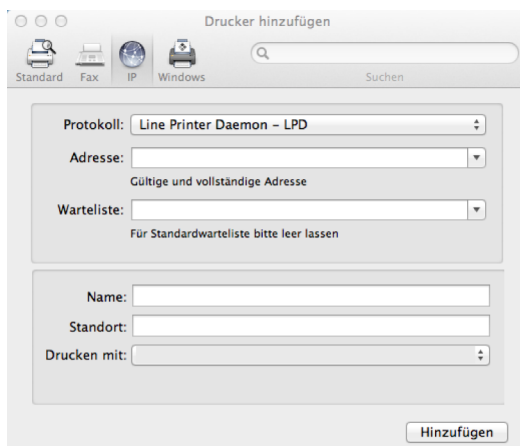 Drucker hinzufügen
Standard Fax IP Windows Suchen
Protokoll: Line Printer Daemon – LPD
Adresse:
Gültige und vollständige Adresse
Warteliste:
Für Standardwarteliste bitte leer lassen
Name:
Standort:
Drucken mit:
Hinzufügen